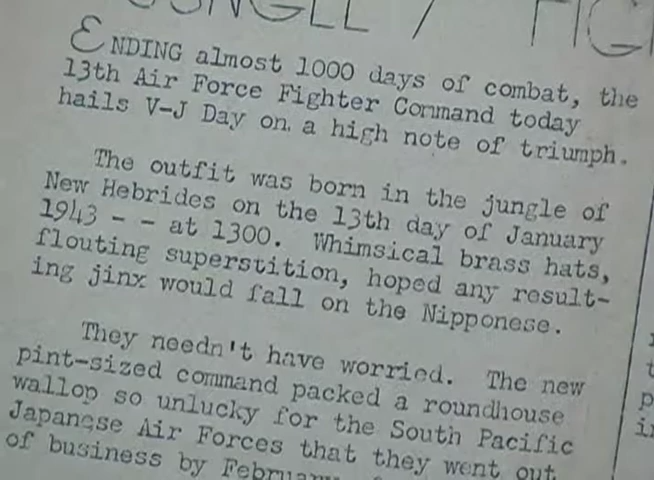 ENDING almost 1000 days of combat, the
13th Air Force Fighter Command today
hails V-J Day on a high note of triumph.
The outfit was born in the jungle of
New Hebrides on the 13th day of January
1943 - - at 1300. Whimsical brass hats,
flouting superstition, hoped any result-
ing jinx would fall on the Nipponese.
They needn't have worried. The new
pint-sized command packed a roundhouse
wallop so unlucky for the South Pacific
Japanese Air Forces that they went out
of business by February